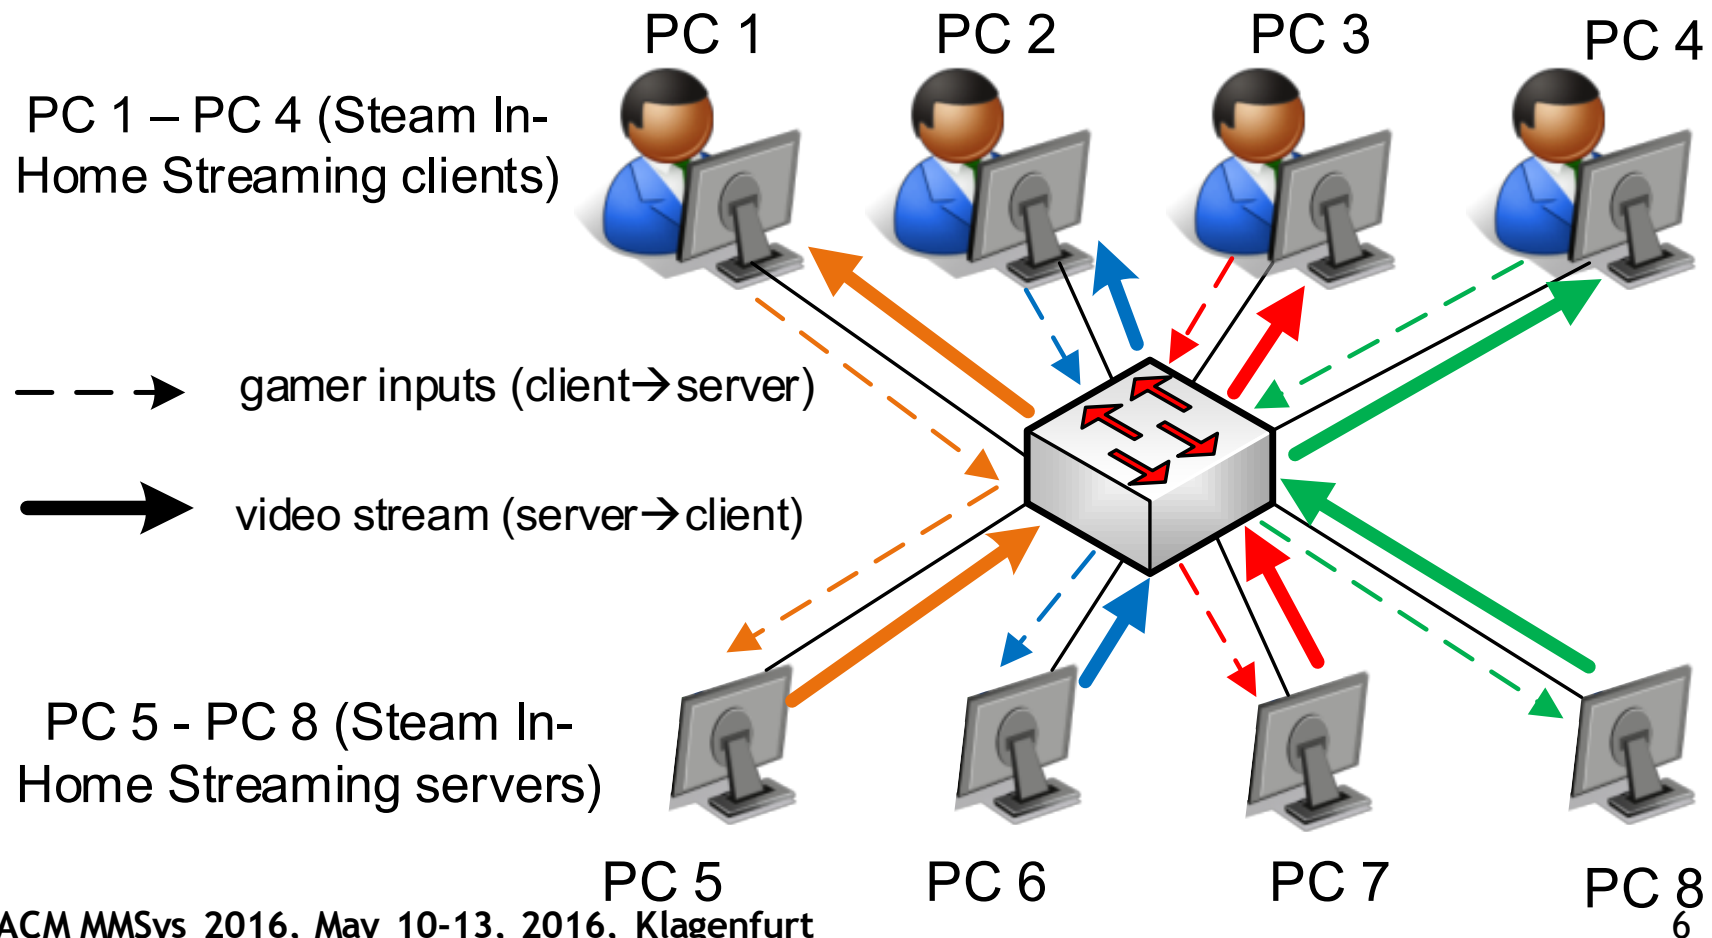 PC 1
PC 2
PC 3
PC 4
PC 1 – PC 4 (Steam In-
Home Streaming clients)
gamer inputs (client→server)
video stream (server→client)
PC 5 - PC 8 (Steam In-
Home Streaming servers)
PC 5
PC 6
PC 7
PC 8
ACM MMSys 2016, May 10-13, 2016, Klagenfurt
6